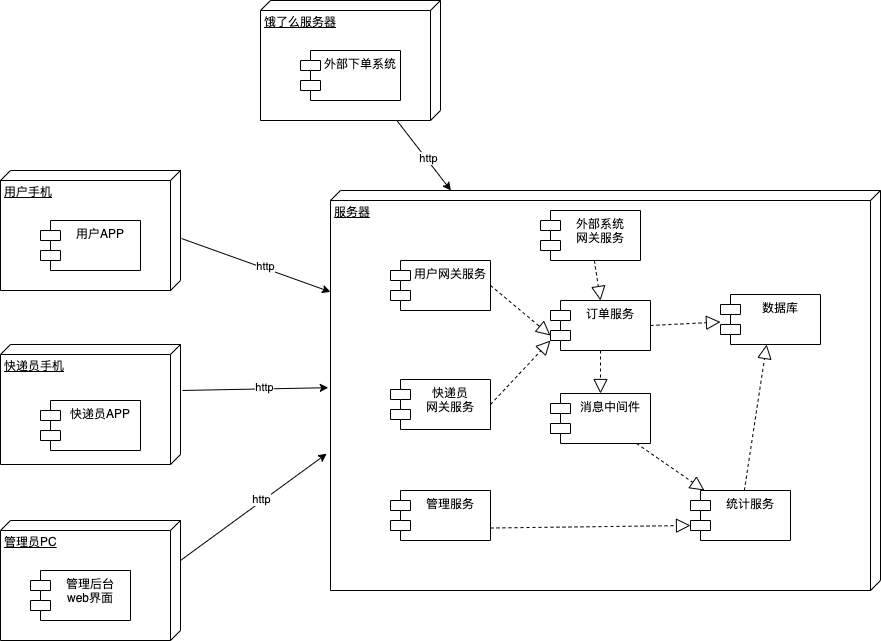 饿了么服务器
外部下单系统
http
用户手机
用户APP
http
快递员手机
快递员APP
http
管理员PC
管理后台
web界面
http
服务器
外部系统
网关服务
用户网关服务
订单服务
数据库
快递员
网关服务
消息中间件
管理服务
统计服务